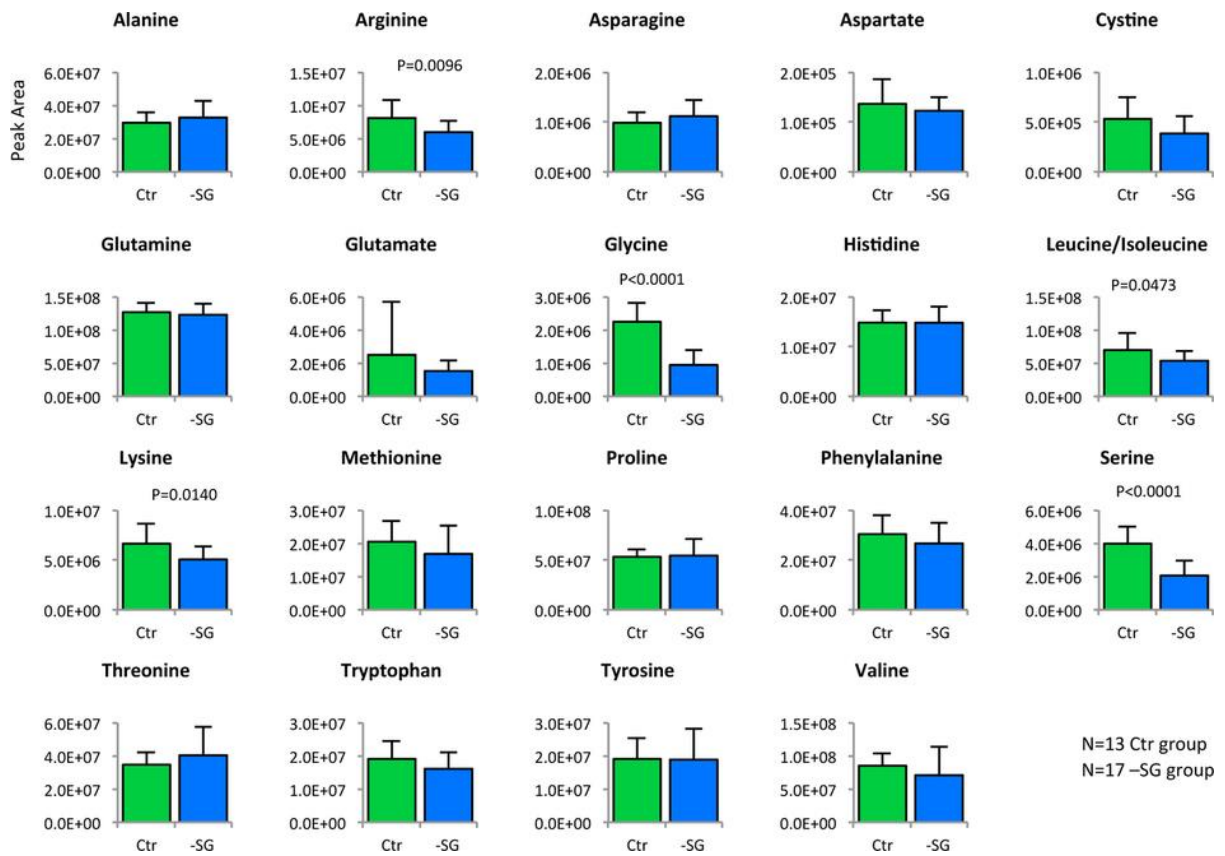 Alanine
Arginine
Asparagine
Aspartate
Cystine
Peak Area
6.0E+07
4.0E+07
2.0E+07
0.0E+00
Ctr -SG
P=0.0096
1.5E+07
1.0E+07
5.0E+06
0.0E+00
Ctr -SG
2.0E+06
1.0E+06
0.0E+00
Ctr -SG
2.0E+05
1.0E+05
0.0E+00
Ctr -SG
1.0E+06
5.0E+05
0.0E+00
Ctr -SG
Glutamine
Glutamate
Glycine
Histidine
Leucine/Isoleucine
1.5E+08
1.0E+08
5.0E+07
0.0E+00
Ctr -SG
6.0E+06
4.0E+06
2.0E+06
0.0E+00
Ctr -SG
P<0.0001
3.0E+06
2.0E+06
1.0E+06
0.0E+00
Ctr -SG
2.0E+07
1.0E+07
0.0E+00
Ctr -SG
P=0.0473
1.5E+08
1.0E+08
5.0E+07
0.0E+00
Ctr -SG
Lysine
Methionine
Proline
Phenylalanine
Serine
P=0.0140
1.0E+07
5.0E+06
0.0E+00
Ctr -SG
3.0E+07
2.0E+07
1.0E+07
0.0E+00
Ctr -SG
1.0E+08
5.0E+07
0.0E+00
Ctr -SG
4.0E+07
2.0E+07
0.0E+00
Ctr -SG
P<0.0001
6.0E+06
4.0E+06
2.0E+06
0.0E+00
Ctr -SG
Threonine
Tryptophan
Tyrosine
Valine
6.0E+07
4.0E+07
2.0E+07
0.0E+00
Ctr -SG
3.0E+07
2.0E+07
1.0E+07
0.0E+00
Ctr -SG
3.0E+07
2.0E+07
1.0E+07
0.0E+00
Ctr -SG
1.5E+08
1.0E+08
5.0E+07
0.0E+00
Ctr -SG
N=13 Ctr group
N=17 –SG group